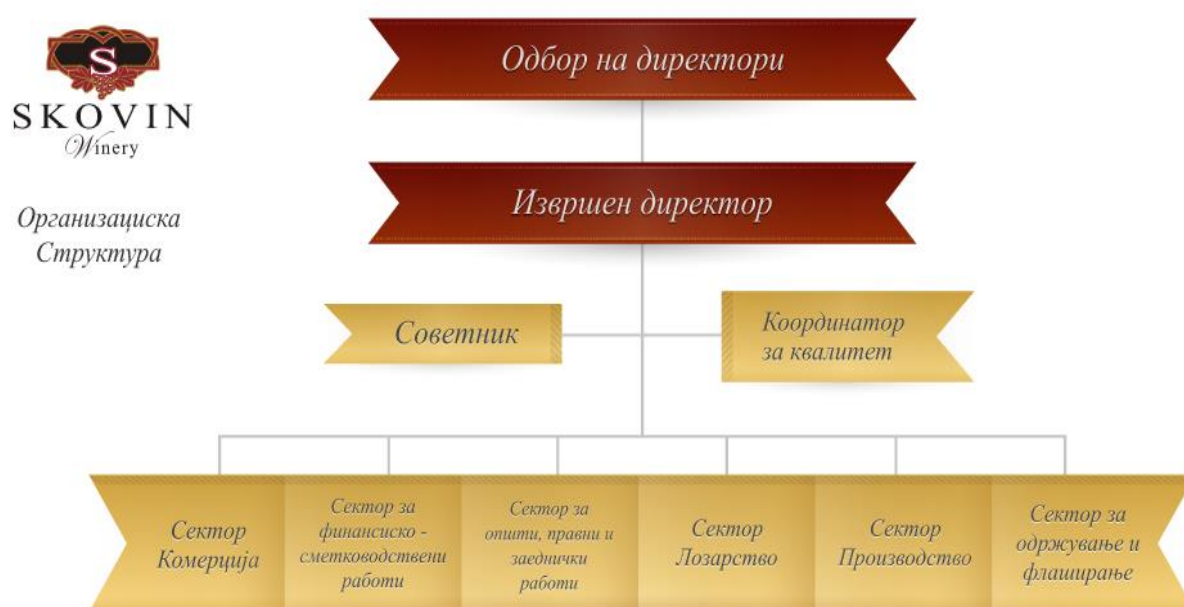 S
SKOVIN
Winery
Организациска
Структура
Одбор на директори
Извршен директор
Советник
Координатор
за квалитет
Сектор
Комерција
Сектор за
финансиско -
сметководствени
работи
Сектор за
општи, правни и
заеднички
работи
Сектор
Лозарство
Сектор
Производство
Сектор за
одржување и
флаширање